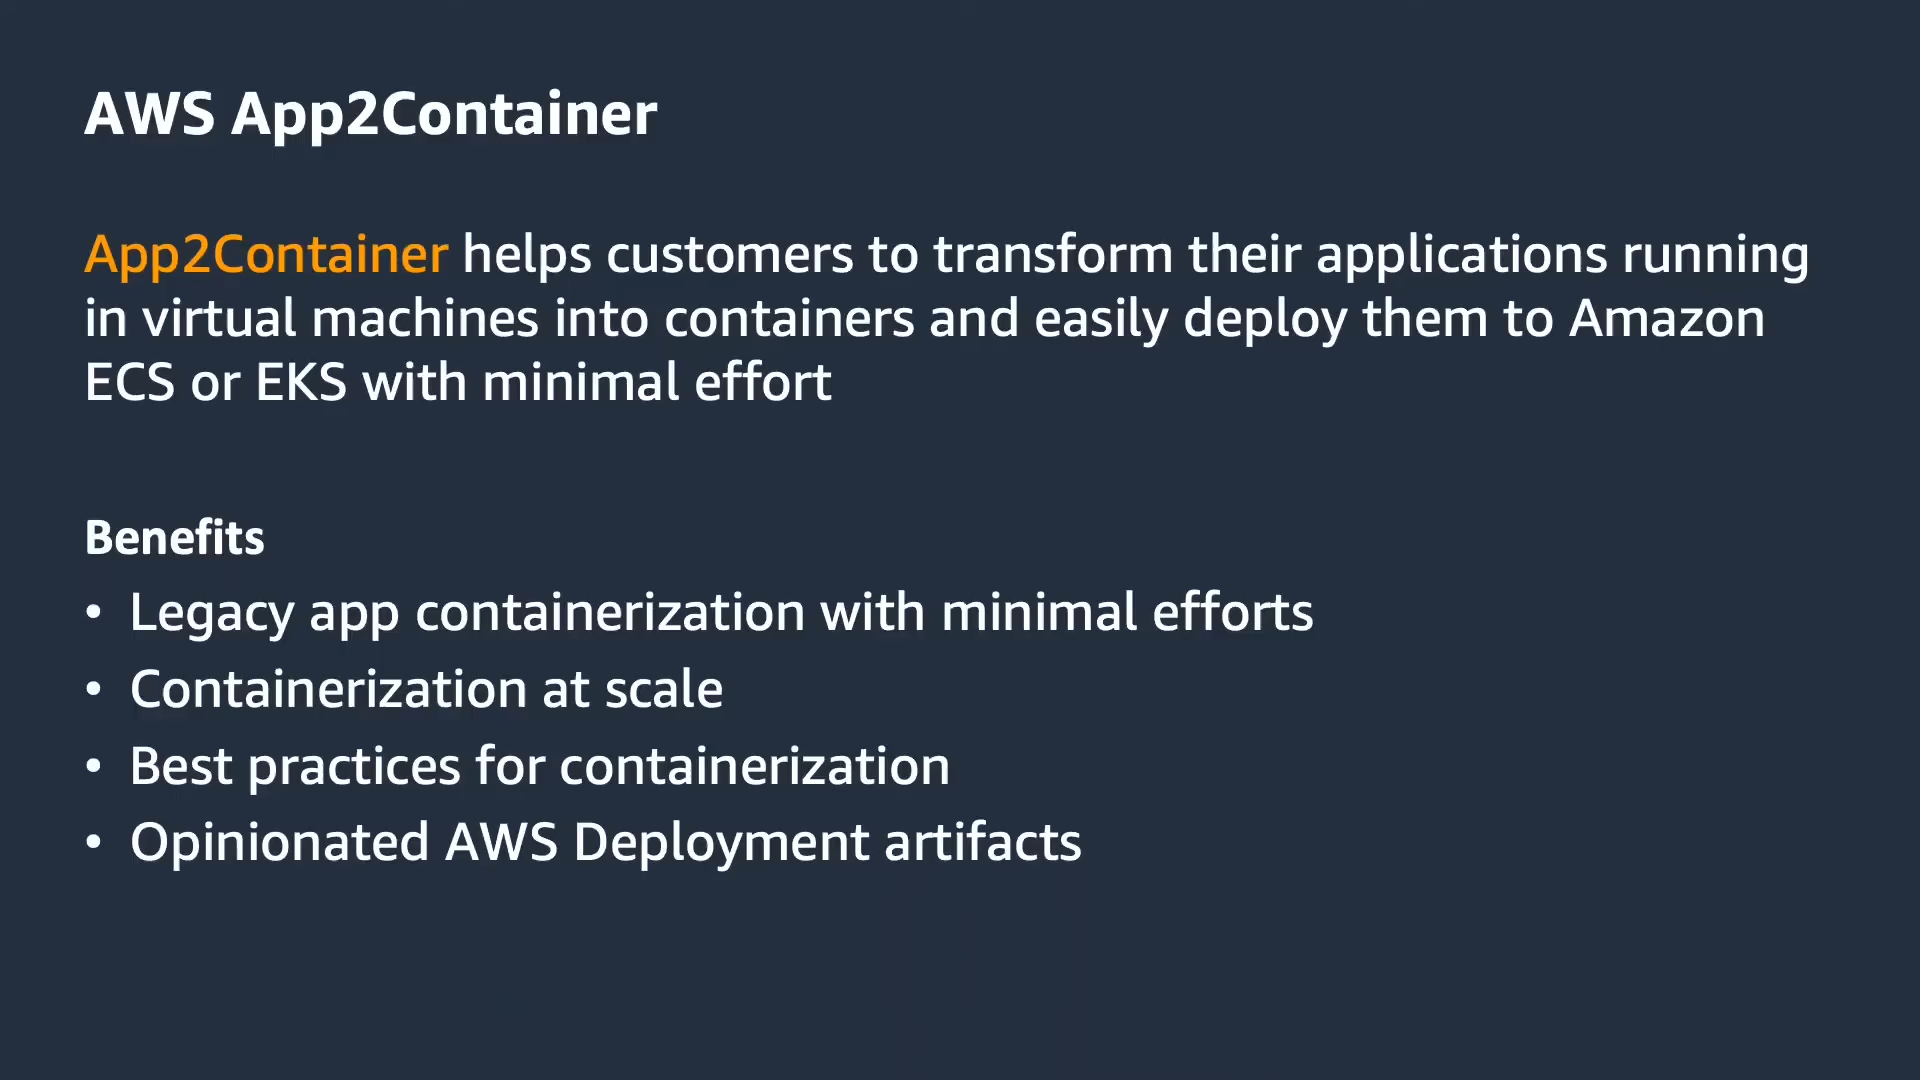 AWS App2Container
App2Container helps customers to transform their applications running
in virtual machines into containers and easily deploy them to Amazon
ECS or EKS with minimal effort
Benefits
• Legacy app containerization with minimal efforts
• Containerization at scale
• Best practices for containerization
• Opinionated AWS Deployment artifacts